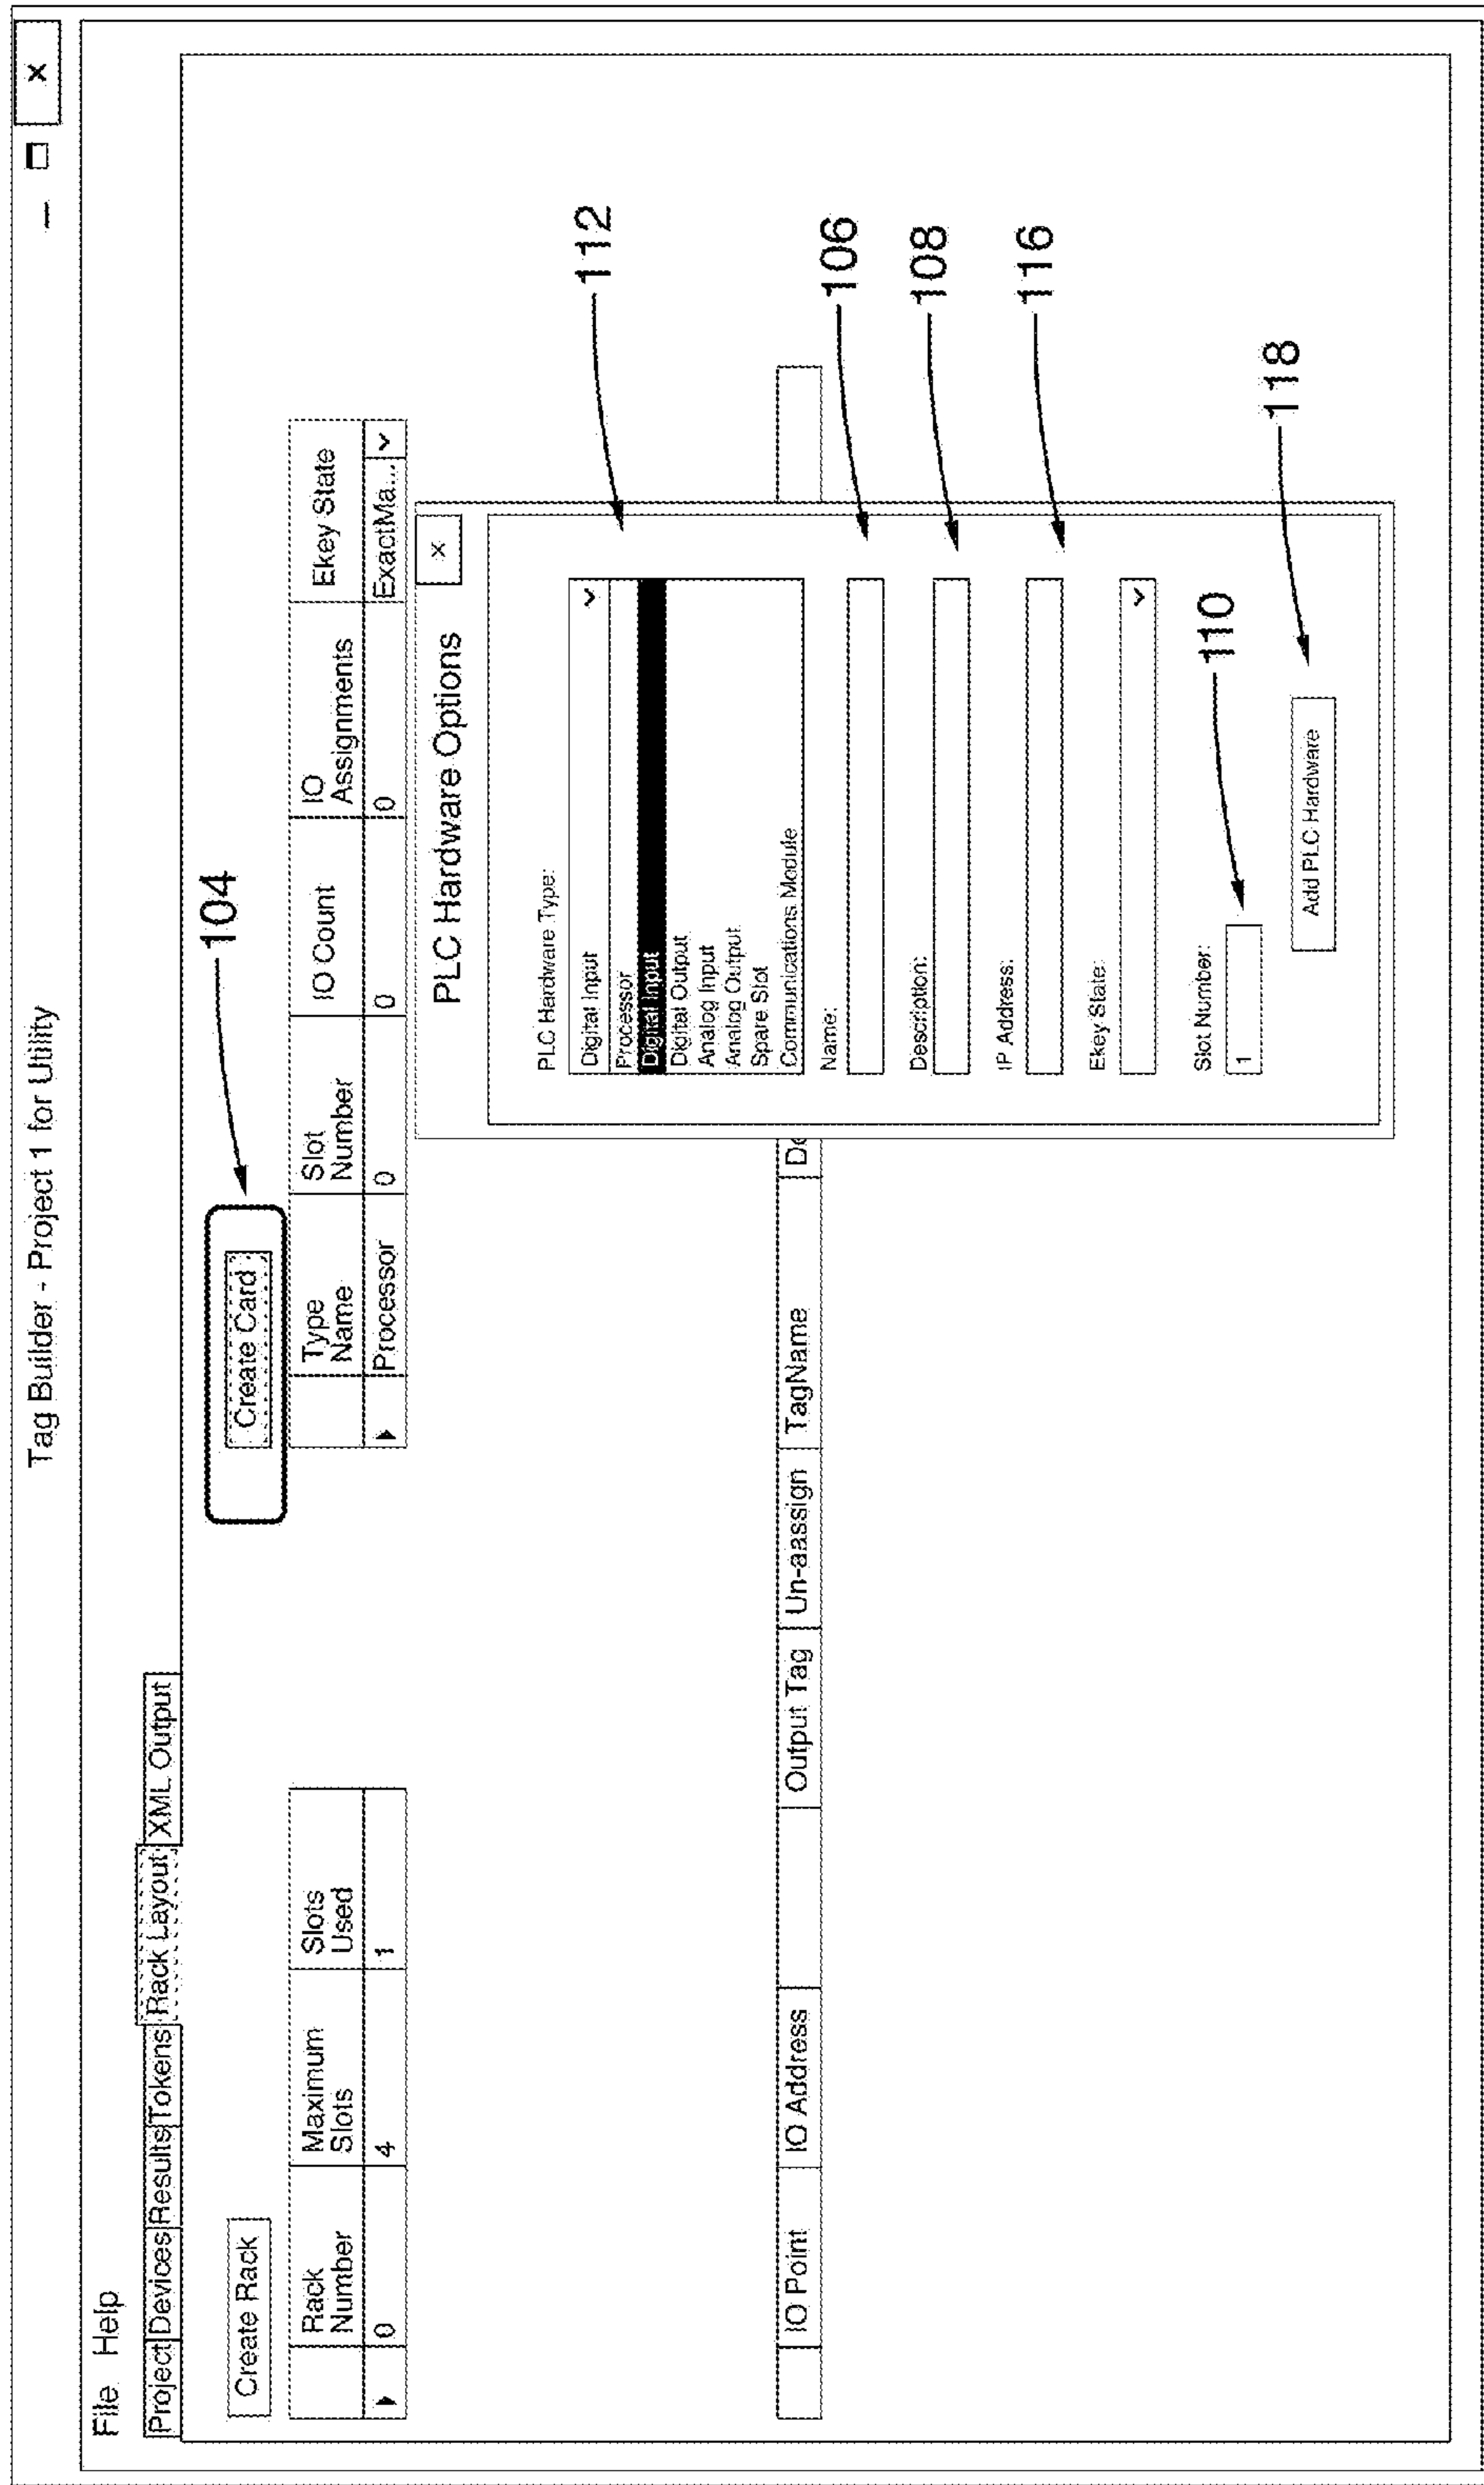 Tag Builder - Project 1 for Utility
x
File Help
Project Devices Results Tokens Rack Layout XML Output
Create Rack
Create Card
104
Rack Number Maximum Slots Slots Used
0 4 1
Type Name Slot Number IO Count IO Assignments Ekey State
Processor 0 0 0 ExactMa...
PLC Hardware Options x
PLC Hardware Type:
Digital Input
Processor
Digital Input
Digital Output
Analog Input
Analog Output
Spare Slot
Communications Module
112
Name:
106
Description:
108
IP Address:
116
Ekey State:
Slot Number:
1
110
Add PLC Hardware
118
IO Point IO Address Output Tag Un-assign TagName De